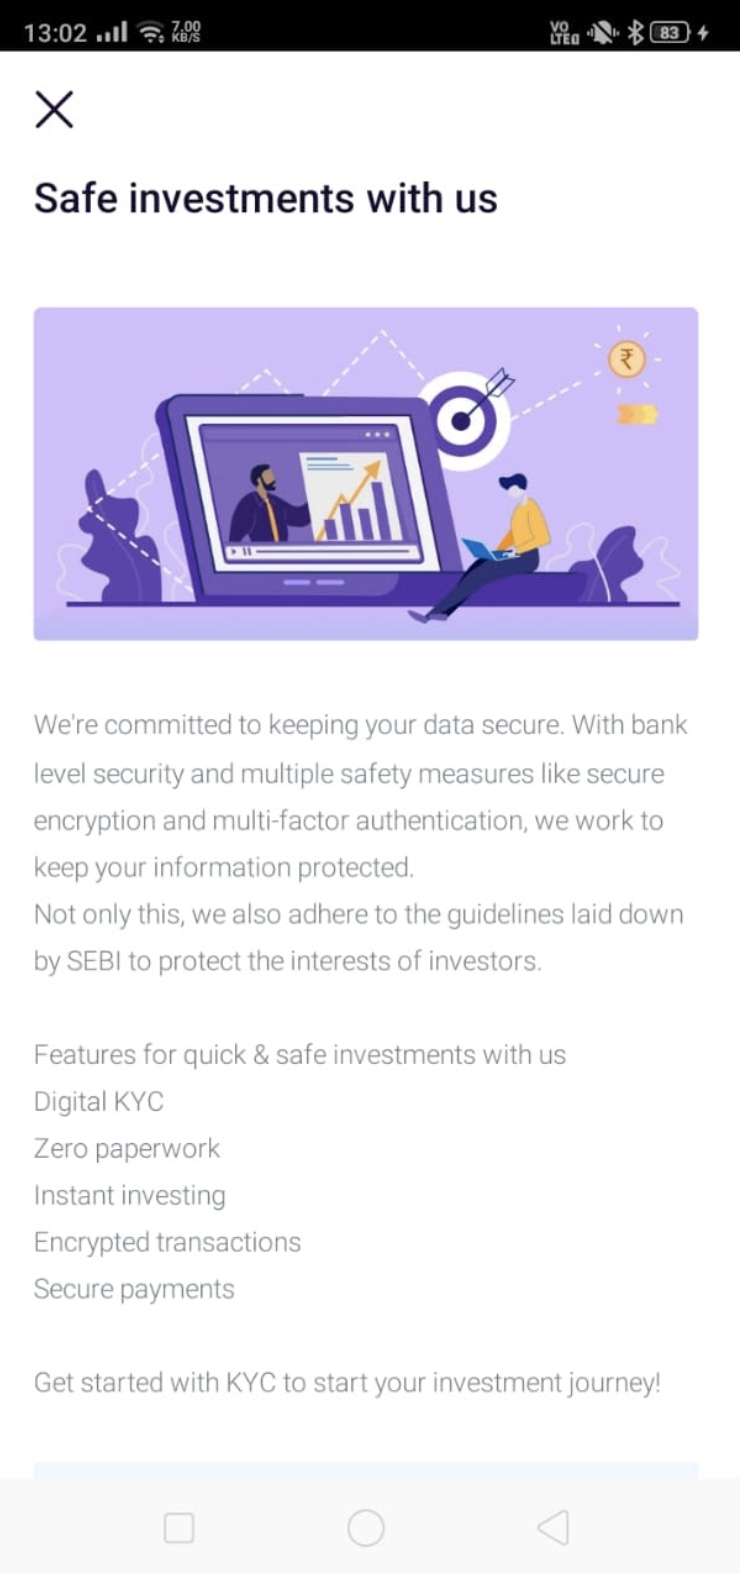 13:02 7.00 KB/S VO LTE 83
Safe investments with us
₹
We're committed to keeping your data secure. With bank
level security and multiple safety measures like secure
encryption and multi-factor authentication, we work to
keep your information protected.
Not only this, we also adhere to the guidelines laid down
by SEBI to protect the interests of investors.
Features for quick & safe investments with us
Digital KYC
Zero paperwork
Instant investing
Encrypted transactions
Secure payments
Get started with KYC to start your investment journey!